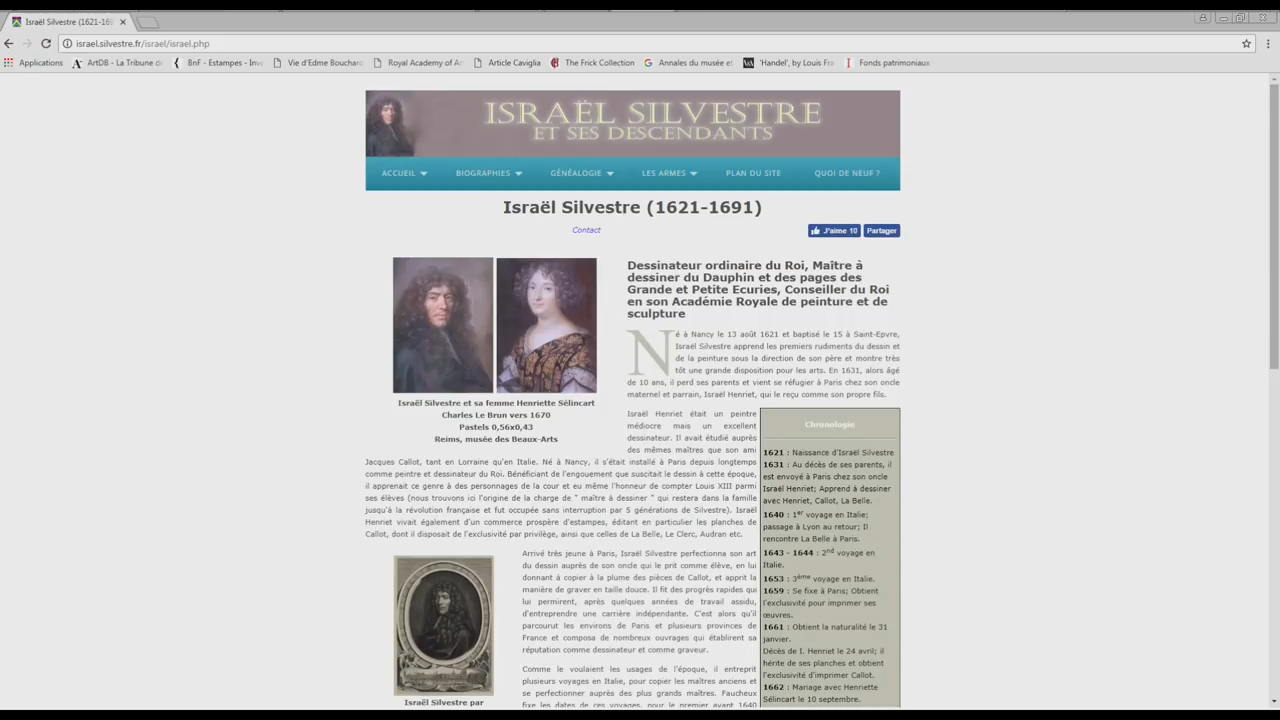 Israël Silvestre (1621-169
israel.silvestre.fr/israel/israel.php
Applications
ArtDB - La Tribune de
BnF - Estampes - Inve
Vie d'Edme Boucharo
Royal Academy of Ar
Article Caviglia
The Frick Collection
Annales du musée et
'Handel', by Louis Fra
Fonds patrimoniaux
ISRAËL SILVESTRE
ET SES DESCENDANTS
ACCUEIL
BIOGRAPHIES
GÉNÉALOGIE
LES ARMES
PLAN DU SITE
QUOI DE NEUF ?
Israël Silvestre (1621-1691)
Contact
J'aime 10
Partager
Israël Silvestre et sa femme Henriette Sélincart
Charles Le Brun vers 1670
Pastels 0,56x0,43
Reims, musée des Beaux-Arts
Dessinateur ordinaire du Roi, Maître à
dessiner du Dauphin et des pages des
Grande et Petite Ecuries, Conseiller du Roi
en son Académie Royale de peinture et de
sculpture
Né à Nancy le 13 août 1621 et baptisé le 15 à Saint-Epvre,
Israël Silvestre apprend les premiers rudiments du dessin et
de la peinture sous la direction de son père et montre très
tôt une grande disposition pour les arts. En 1631, alors âgé
de 10 ans, il perd ses parents et vient se réfugier à Paris chez son oncle
maternel et parrain, Israël Henriet, qui le reçu comme son propre fils.
Israël Henriet était un peintre
médiocre mais un excellent
dessinateur. Il avait étudié auprès
des mêmes maîtres que son ami
Jacques Callot, tant en Lorraine qu'en Italie. Né à Nancy, il s'était installé à Paris depuis longtemps
comme peintre et dessinateur du Roi. Bénéficiant de l'engouement que suscitait le dessin à cette époque,
il apprenait ce genre à des personnages de la cour et eu même l'honneur de compter Louis XIII parmi
ses élèves (nous trouvons ici l'origine de la charge de " maître à dessiner " qui restera dans la famille
jusqu'à la révolution française et fut occupée sans interruption par 5 générations de Silvestre). Israël
Henriet vivait également d'un commerce prospère d'estampes, éditant en particulier les planches de
Callot, dont il disposait de l'exclusivité par privilège, ainsi que celles de La Belle, Le Clerc, Audran etc.
Arrivé très jeune à Paris, Israël Silvestre perfectionna son art
du dessin auprès de son oncle qui le prit comme élève, en lui
donnant à copier à la plume des pièces de Callot, et apprit la
manière de graver en taille douce. Il fit des progrès rapides qui
lui permirent, après quelques années de travail assidu,
d'entreprendre une carrière indépendante. C'est alors qu'il
parcourut les environs de Paris et plusieurs provinces de
France et composa de nombreux ouvrages qui établirent sa
réputation comme dessinateur et comme graveur.
Comme le voulaient les usages de l'époque, il entreprit
plusieurs voyages en Italie, pour copier les maîtres anciens et
se perfectionner auprès des plus grands maîtres. Faucheux
fixe les dates de ces voyages, pour le premier avant 1640
Israël Silvestre par
Chronologie
1621 : Naissance d'Israël Silvestre
1631 : Au décès de ses parents, il
est envoyé à Paris chez son oncle
Israël Henriet; Apprend à dessiner
avec Henriet, Callot, La Belle.
1640 : 1er voyage en Italie;
passage à Lyon au retour; Il
rencontre La Belle à Paris.
1643 - 1644 : 2nd voyage en
Italie.
1653 : 3ème voyage en Italie.
1659 : Se fixe à Paris; Obtient
l'exclusivité pour imprimer ses
œuvres.
1661 : Obtient la naturalité le 31
janvier.
Décès de I. Henriet le 24 avril; il
hérite de ses planches et obtient
l'exclusivité d'imprimer Callot.
1662 : Mariage avec Henriette
Sélincart le 10 septembre.